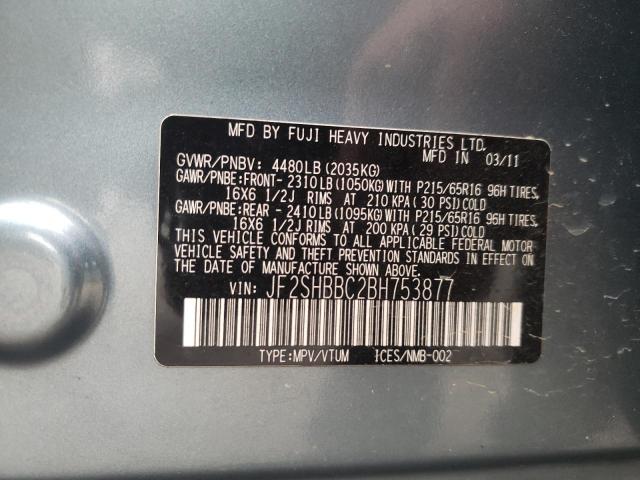 MFD BY FUJI HEAVY INDUSTRIES LTD.
MFD IN 03/11
GVWR/PNBV: 4480LB(2035KG)
GAWR/PNBE:FRONT- 2310LB(1050KG)WITH P215/65R16 96H TIRES,
16X6 1/2J RIMS AT 210 KPA( 30 PSI)COLD
GAWR/PNBE:REAR - 2410LB(1095KG)WITH P215/65R16 96H TIRES,
16X6 1/2J RIMS AT 200 KPA( 29 PSI)COLD
THIS VEHICLE CONFORMS TO ALL APPLICABLE FEDERAL MOTOR
VEHICLE SAFETY AND THEFT PREVENTION STANDARDS IN EFFECT
ON THE DATE OF MANUFACTURE SHOWN ABOVE.
VIN: JF2SHBBC2BH753877
TYPE:MPV/VTUM ICES/NMB-002